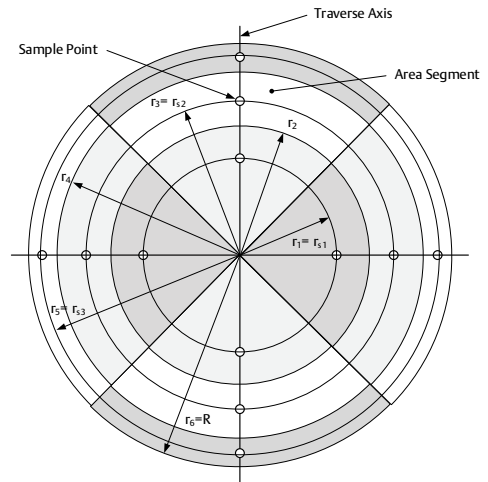 Traverse Axis
Sample Point
Area Segment
r3= rs2
r2
r4
r1= rs1
r5= rs3
r6=R